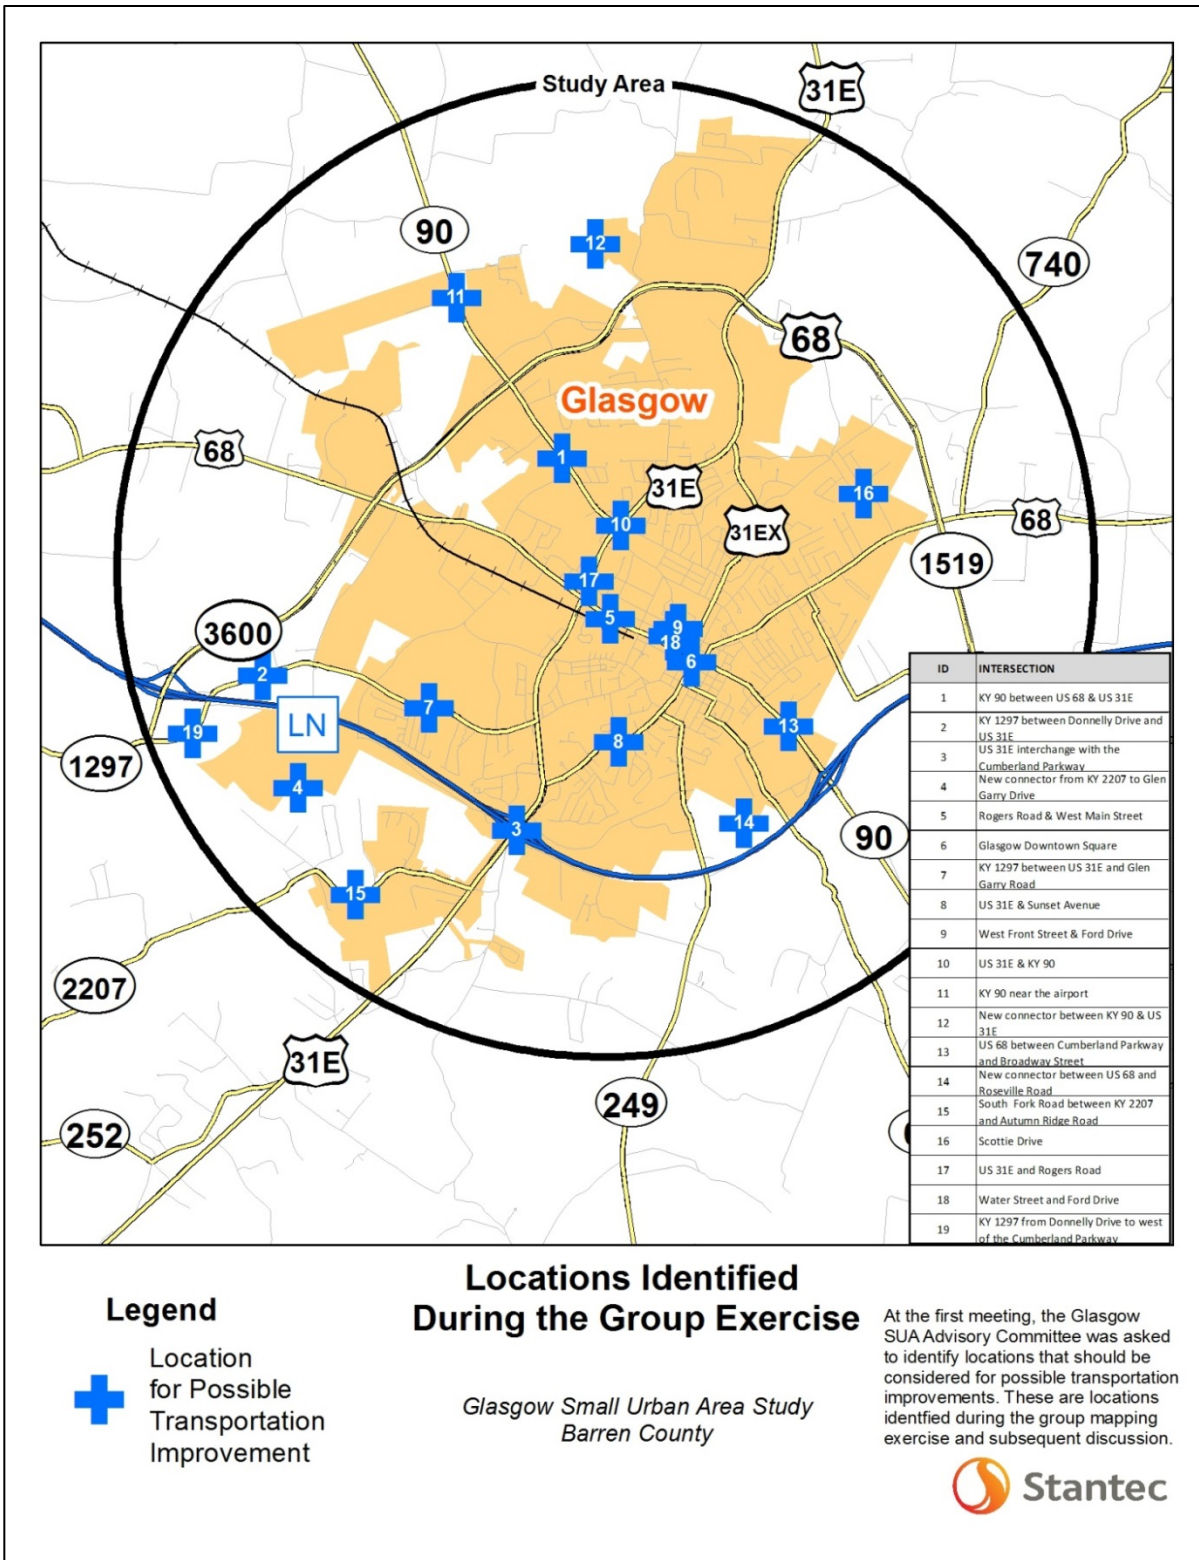 Study Area
31E
90
12
740
11
68
Glasgow
68
1
31E
16
10
31EX
68
1519
17
5
9
18
3600
6
2
LN
7
13
19
8
1297
4
3
14
90
15
2207
31E
249
252
ID INTERSECTION
1 KY 90 between US 68 & US 31E
2 KY 1297 between Donnelly Drive and
US 31E
3 US 31E interchange with the
Cumberland Parkway
4 New connector from KY 2207 to Glen
Garry Drive
5 Rogers Road & West Main Street
6 Glasgow Downtown Square
7 KY 1297 between US 31E and Glen
Garry Road
8 US 31E & Sunset Avenue
9 West Front Street & Ford Drive
10 US 31E & KY 90
11 KY 90 near the airport
12 New connector between KY 90 & US
31E
13 US 68 between Cumberland Parkway
and Broadway Street
14 New connector between US 68 and
Roseville Road
15 South Fork Road between KY 2207
and Autumn Ridge Road
16 Scottie Drive
17 US 31E and Rogers Road
18 Water Street and Ford Drive
19 KY 1297 from Donnelly Drive to west
of the Cumberland Parkway
Legend
Location
for Possible
Transportation
Improvement
Locations Identified
During the Group Exercise
Glasgow Small Urban Area Study
Barren County
At the first meeting, the Glasgow
SUA Advisory Committee was asked
to identify locations that should be
considered for possible transportation
improvements. These are locations
identfied during the group mapping
exercise and subsequent discussion.
Stantec